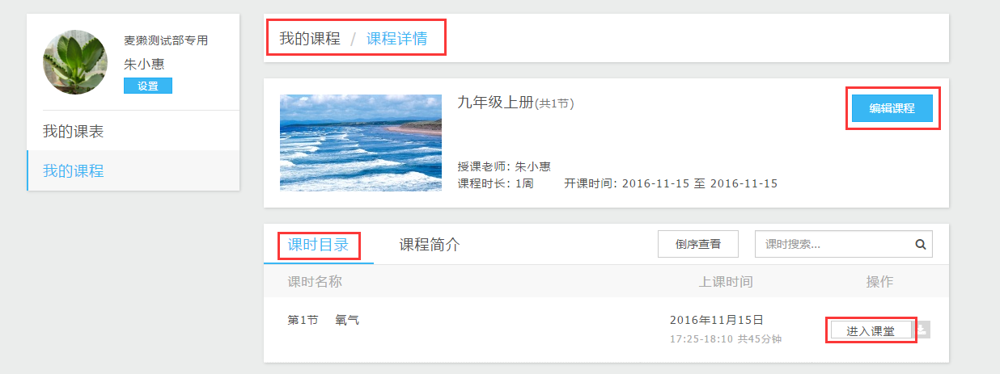 麦獭测试部专用
朱小惠
设置
我的课表
我的课程
我的课程 / 课程详情
九年级上册(共1节)
编辑课程
授课老师: 朱小惠
课程时长: 1周 开课时间: 2016-11-15 至 2016-11-15
课时目录 课程简介 倒序查看 课时搜索...
课时名称 上课时间 操作
第1节 氧气 2016年11月15日 进入课堂
17:25-18:10 共45分钟